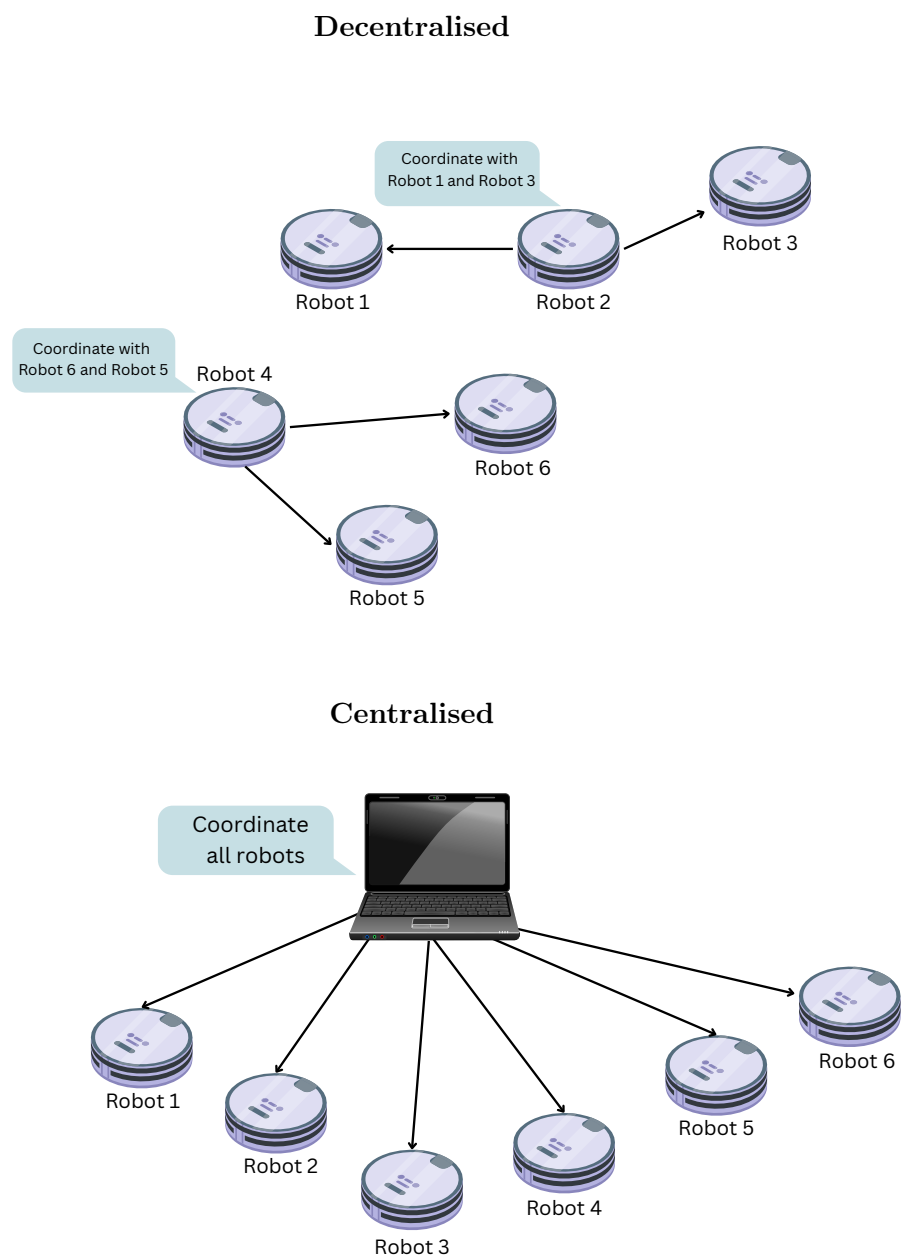 Decentralised
Coordinate with
Robot 1 and Robot 3
Robot 3
Robot 1
Robot 2
Coordinate with
Robot 6 and Robot 5
Robot 4
Robot 6
Robot 5
Centralised
Coordinate
all robots
Robot 6
Robot 1
Robot 5
Robot 2
Robot 4
Robot 3